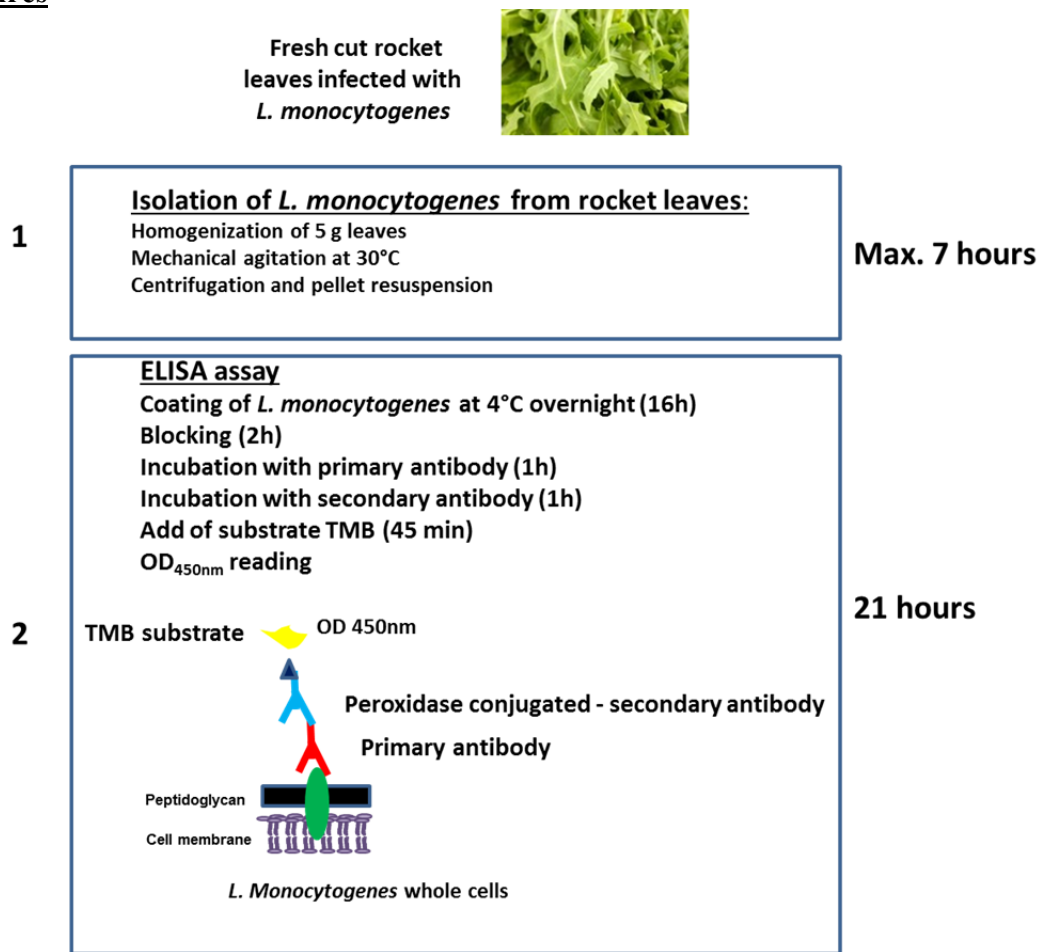 Fresh cut rocket
leaves infected with
L. monocytogenes
1
Isolation of L. monocytogenes from rocket leaves:
Homogenization of 5 g leaves
Mechanical agitation at 30°C
Centrifugation and pellet resuspension
Max. 7 hours
2
ELISA assay
Coating of L. monocytogenes at 4°C overnight (16h)
Blocking (2h)
Incubation with primary antibody (1h)
Incubation with secondary antibody (1h)
Add of substrate TMB (45 min)
OD450nm reading
21 hours
TMB substrate
OD 450nm
Peroxidase conjugated - secondary antibody
Primary antibody
Peptidoglycan
Cell membrane
L. Monocytogenes whole cells